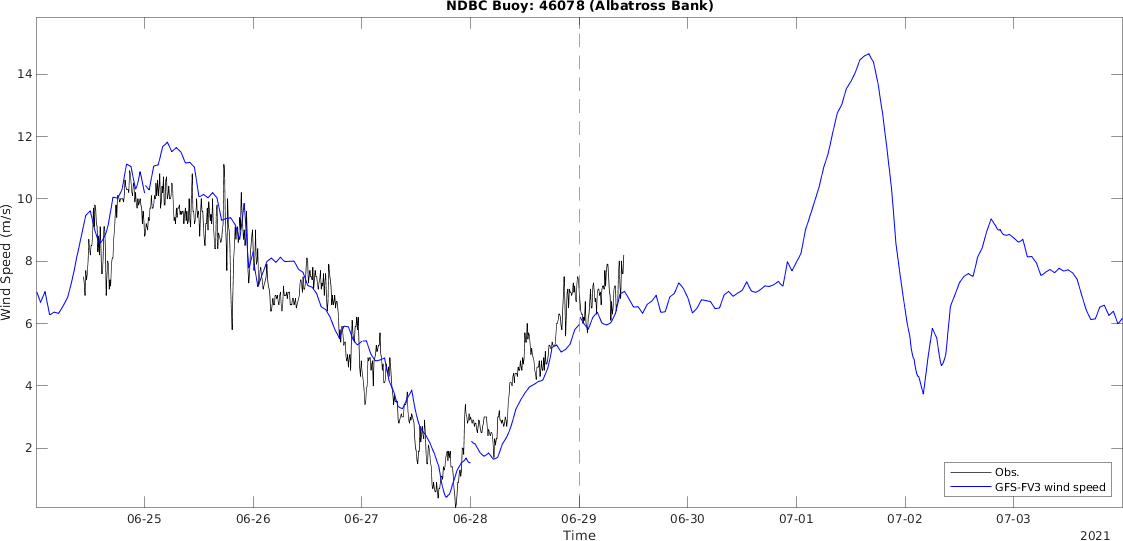 NDBC Buoy: 46078 (Albatross Bank)
Wind Speed (m/s)
14
12
10
8
6
4
2
Obs.
GFS-FV3 wind speed
06-25 06-26 06-27 06-28 06-29 06-30 07-01 07-02 07-03
Time
2021